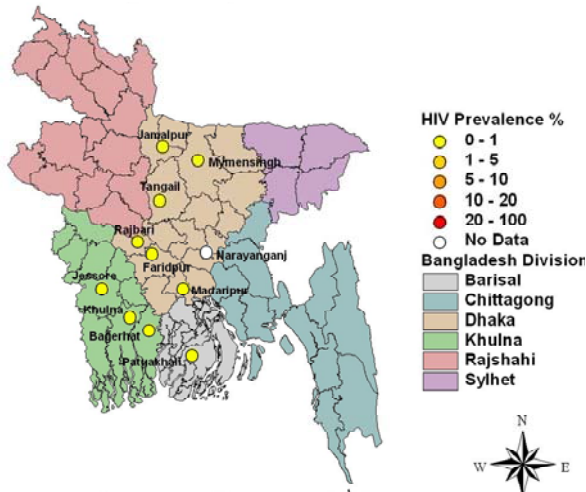 Jamalpur
Mymensingh
Tangail
Rajbari
Narayanganj
Faridpur
Jessore
Madaripur
Khulna
Bagerhat
Patuakhali
HIV Prevalence %
0 - 1
1 - 5
5 - 10
10 - 20
20 - 100
No Data
Bangladesh Division
Barisal
Chittagong
Dhaka
Khulna
Rajshahi
Sylhet
N
W E
S